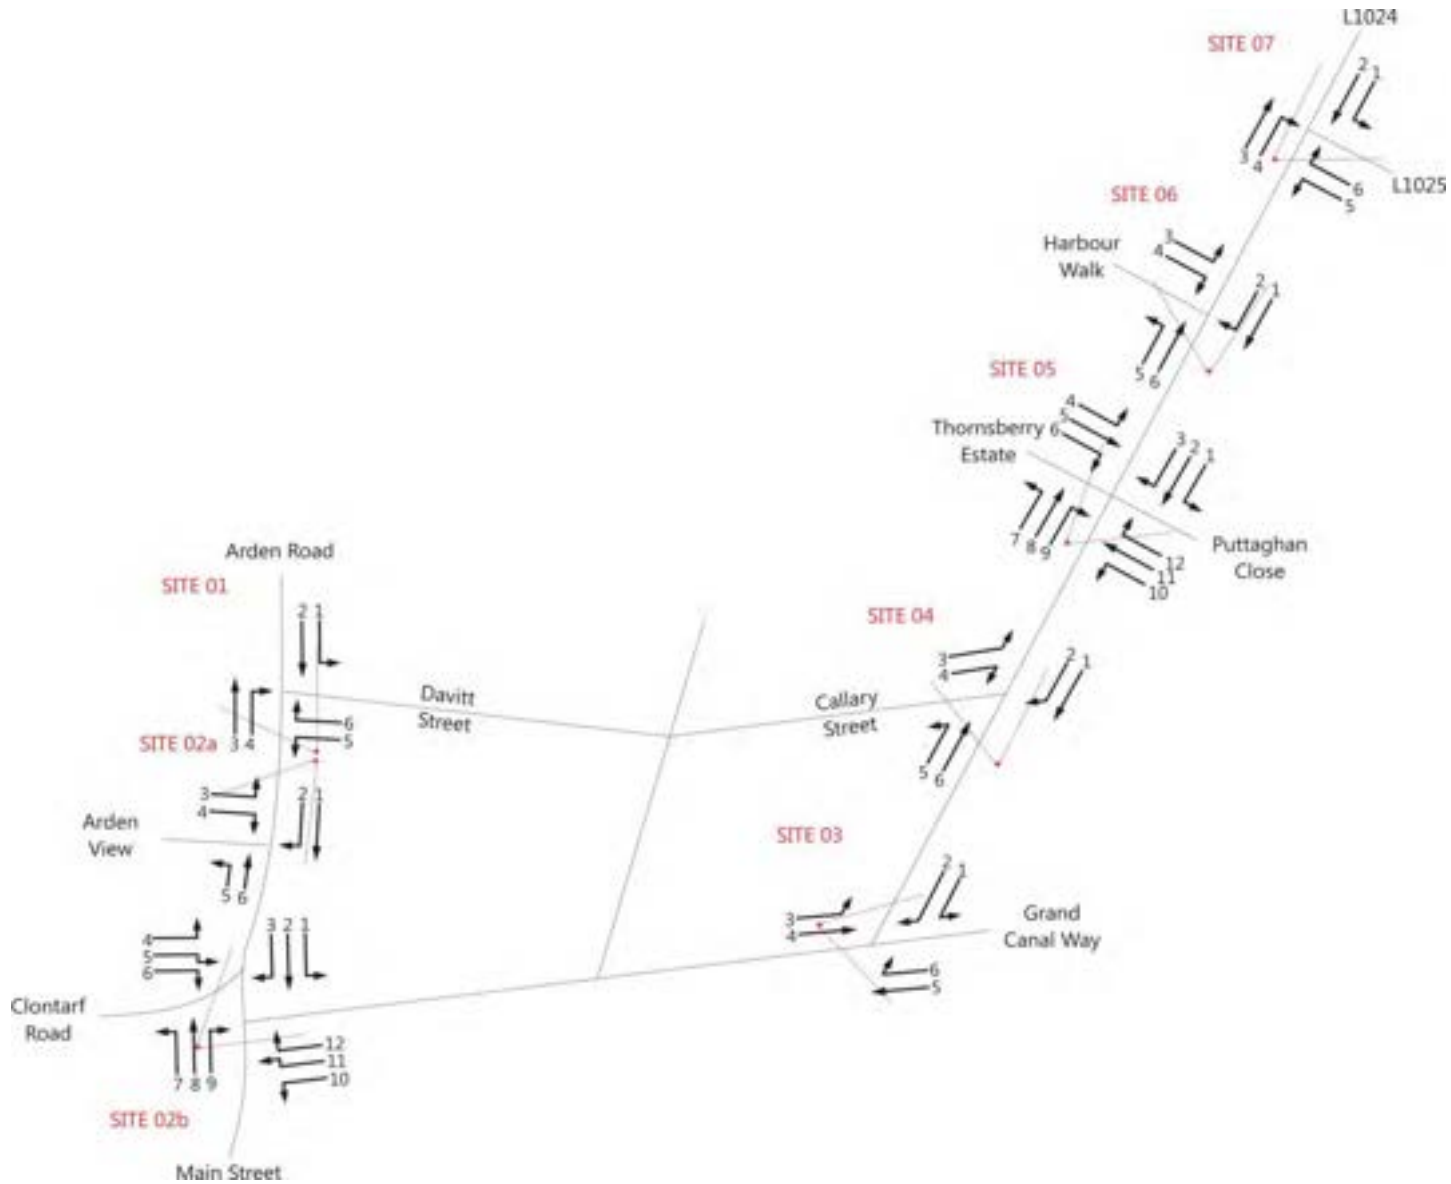 L1024
SITE 07
2 1
3
4
L1025
6
5
SITE 06
3
4
Harbour
Walk
2
1
5
6
SITE 05
4
5
6
Thornsberry
Estate
3
2
1
7
8
9
12
11
10
Puttaghan
Close
Arden Road
SITE 01
2 1
3 4
6
5
Davitt
Street
SITE 04
3
4
2
1
Callary
Street
5
6
SITE 02a
3
4
2 1
Arden
View
5 6
SITE 03
3
4
2
1
Grand
Canal Way
6
5
4
5
6
3 2 1
Clontarf
Road
7 8 9
12
11
10
SITE 02b
Main Street